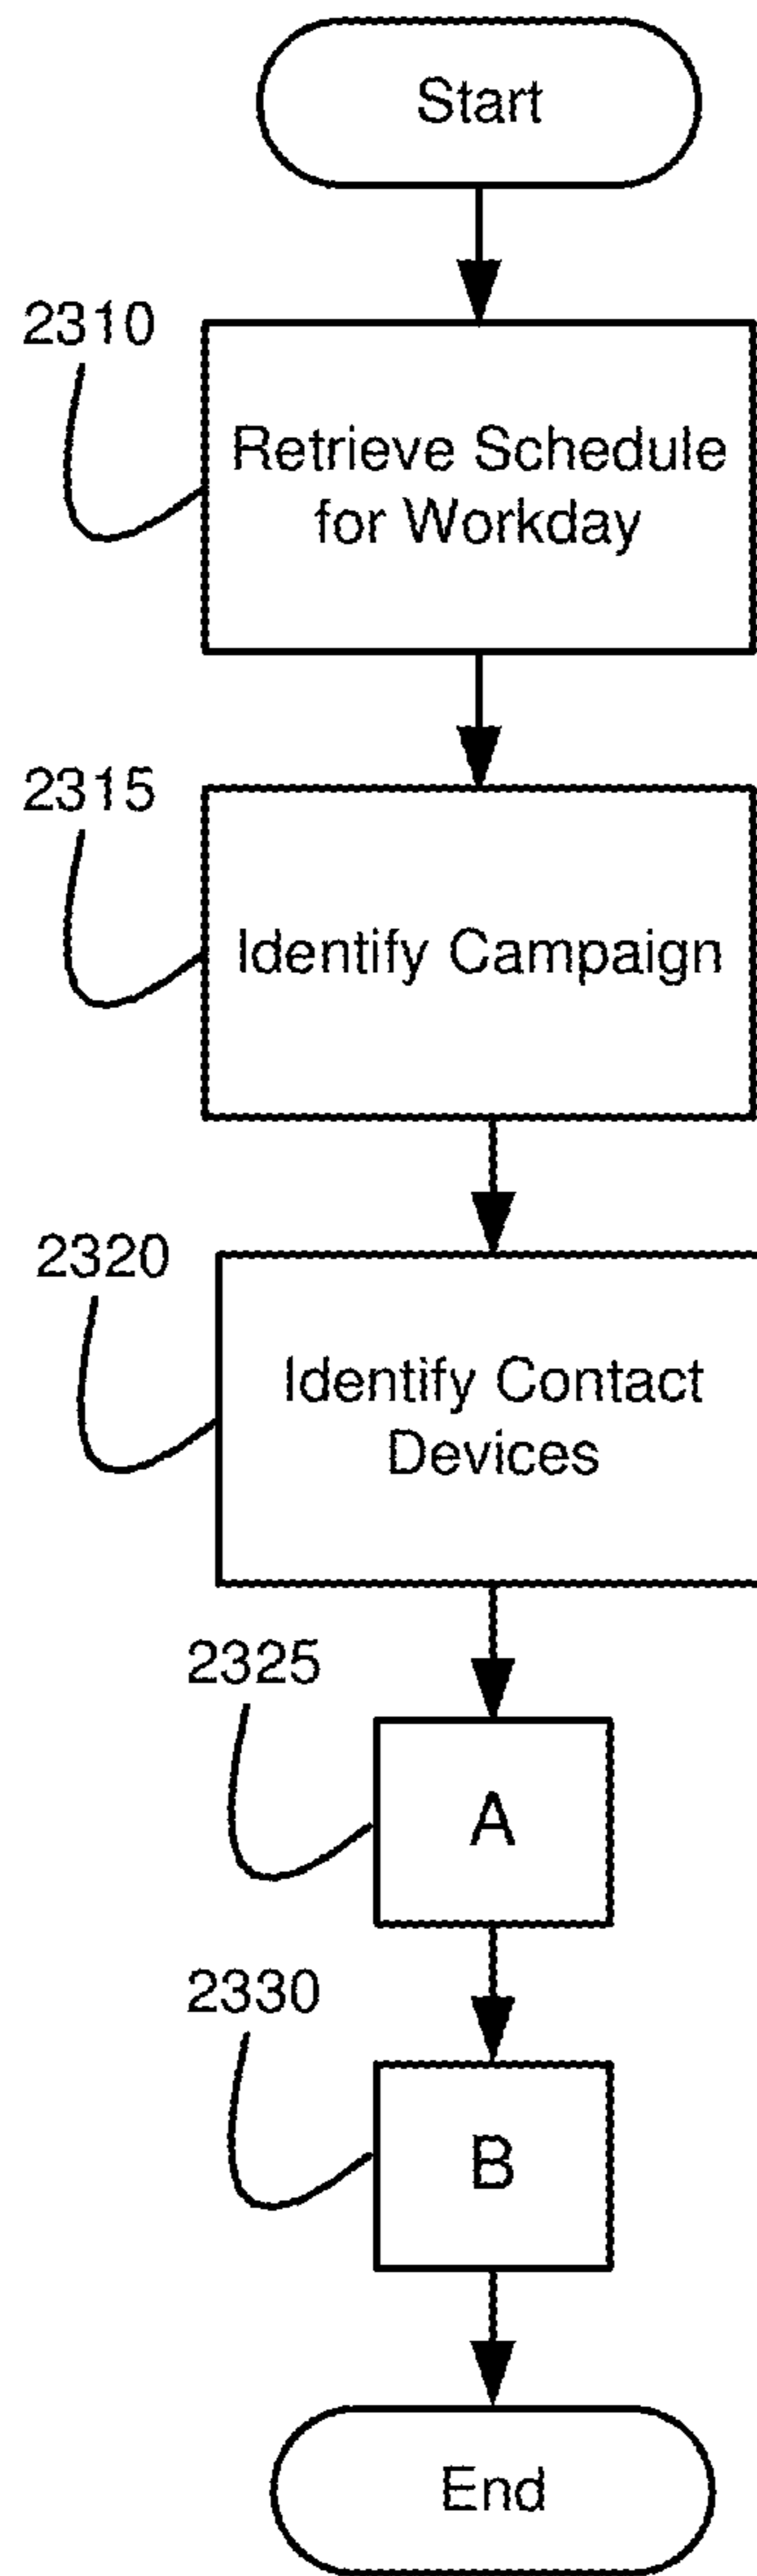 Start
2310
Retrieve Schedule
for Workday
2315
Identify Campaign
2320
Identify Contact
Devices
2325
A
2330
B
End